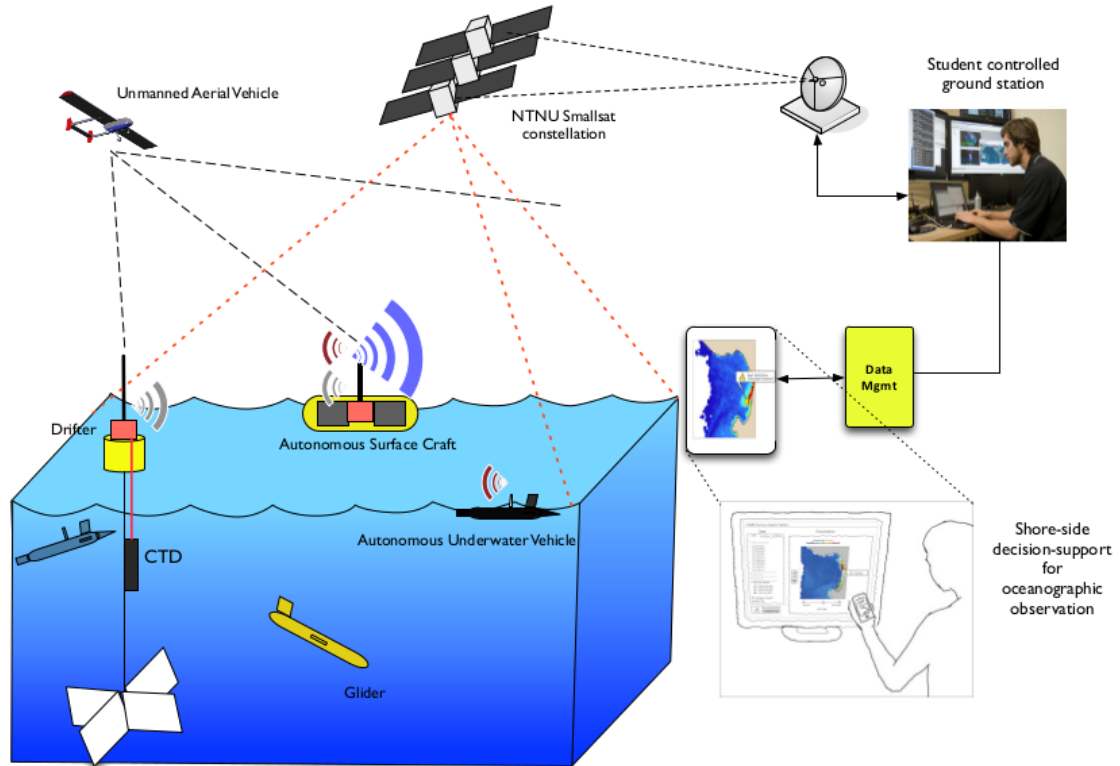 Unmanned Aerial Vehicle
NTNU Smallsat
constellation
Student controlled
ground station
Data
Mgmt
Drifter
Autonomous Surface Craft
Autonomous Underwater Vehicle
CTD
Glider
Shore-side
decision-support
for
oceanographic
observation